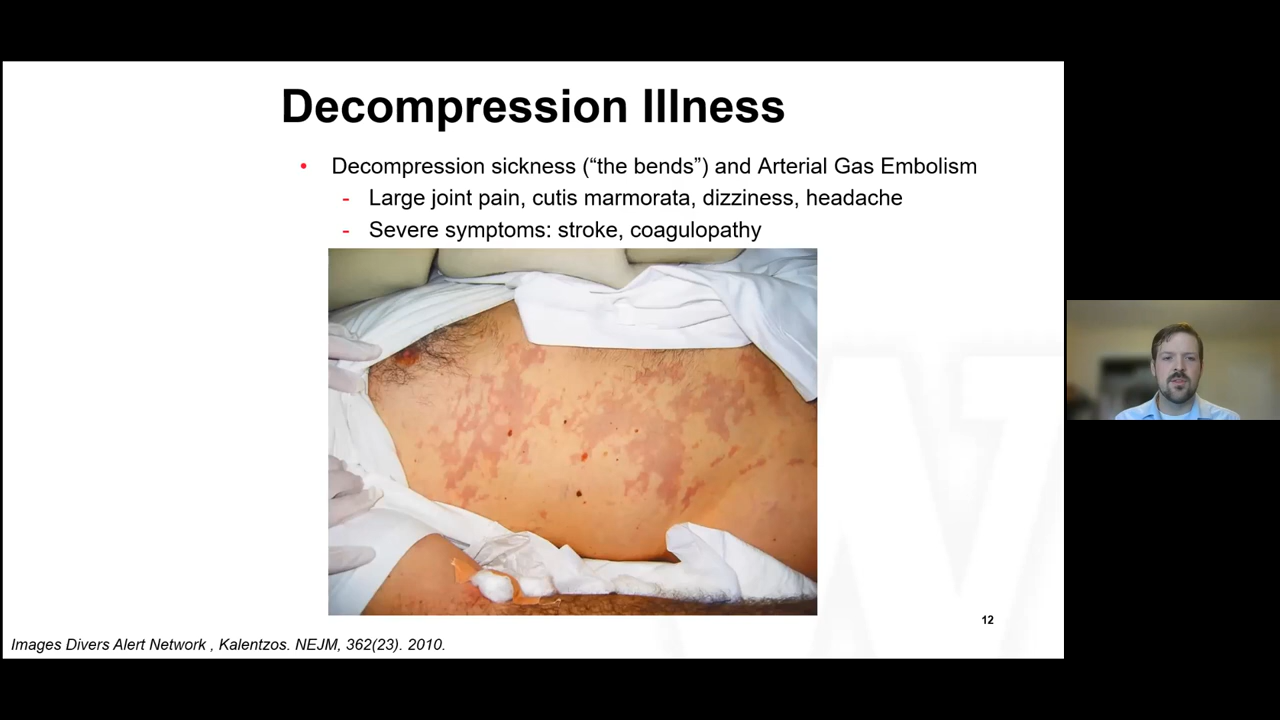 Decompression Illness
• Decompression sickness (“the bends”) and Arterial Gas Embolism
- Large joint pain, cutis marmorata, dizziness, headache
- Severe symptoms: stroke, coagulopathy
12
Images Divers Alert Network , Kalentzos. NEJM, 362(23). 2010.